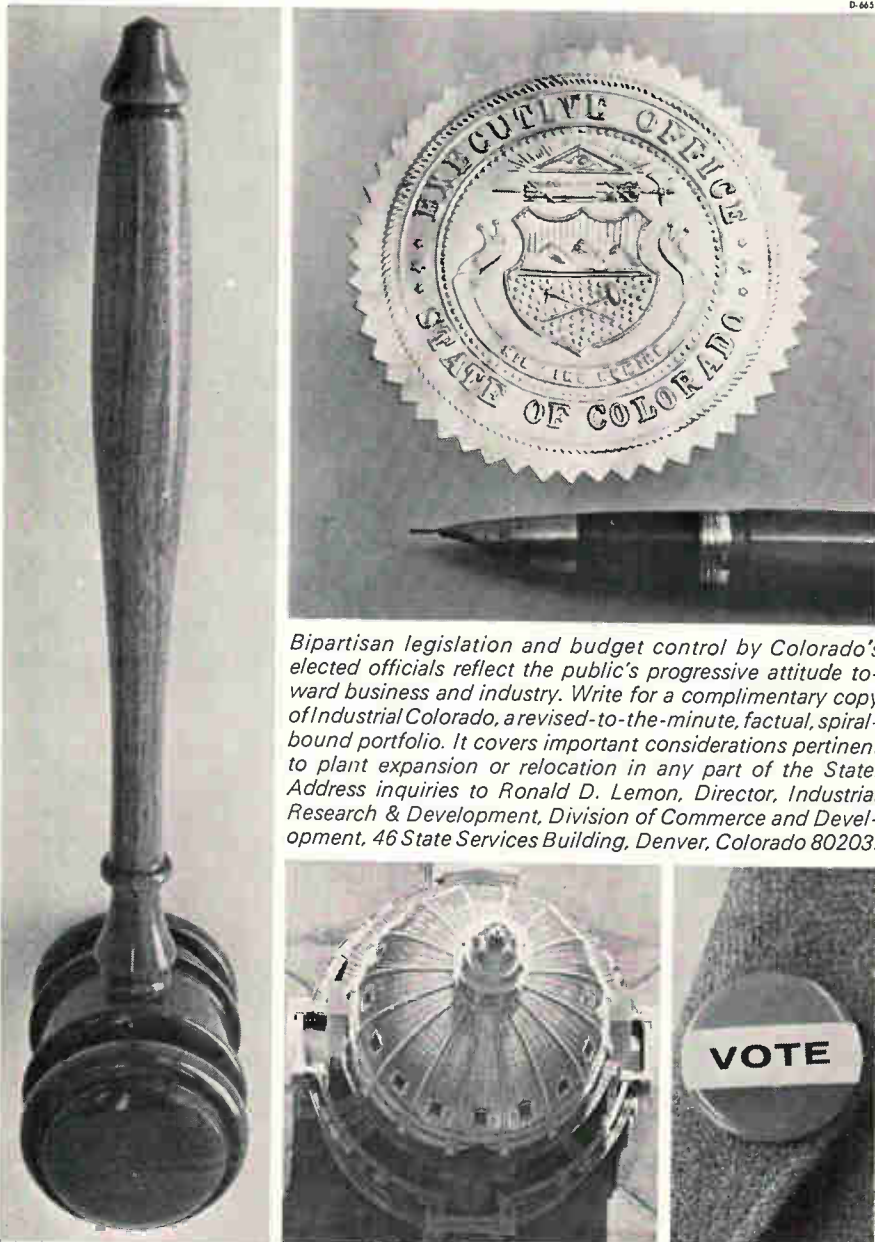 D-665
EXECUTIVE OFFICE
STATE OF COLORADO
Bipartisan legislation and budget control by Colorado's
elected officials reflect the public's progressive attitude to-
ward business and industry. Write for a complimentary copy
of Industrial Colorado, a revised-to-the-minute, factual, spiral-
bound portfolio. It covers important considerations pertinent
to plant expansion or relocation in any part of the State.
Address inquiries to Ronald D. Lemon, Director, Industrial
Research & Development, Division of Commerce and Devel-
opment, 46 State Services Building, Denver, Colorado 80203.
VOTE